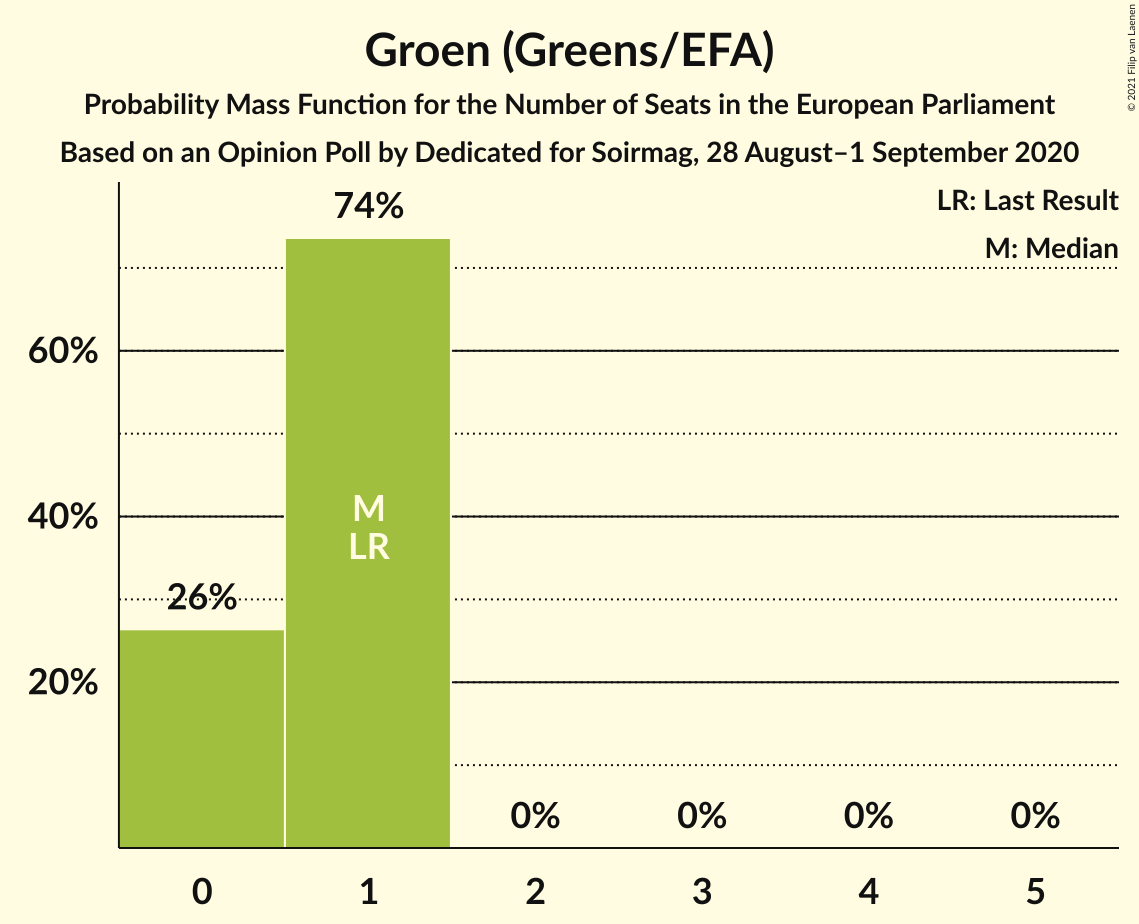 Groen (Greens/EFA)
Probability Mass Function for the Number of Seats in the European Parliament
Based on an Opinion Poll by Dedicated for Soirmag, 28 August–1 September 2020
© 2021 Filip van Laenen
LR: Last Result
M: Median
74%
60%
40%
20%
26%
M
LR
0%
0%
0%
0%
0
1
2
3
4
5